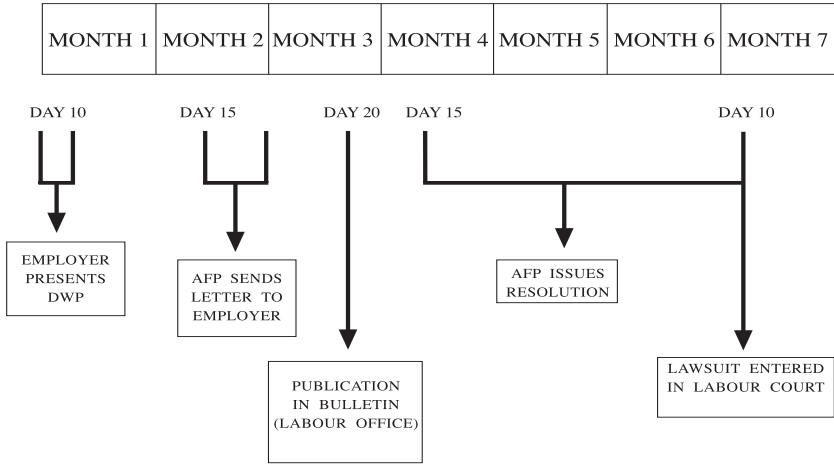 MONTH 1 MONTH 2 MONTH 3 MONTH 4 MONTH 5 MONTH 6 MONTH 7
DAY 10 DAY 15 DAY 20 DAY 15 DAY 10
EMPLOYER
PRESENTS
DWP
AFP SENDS
LETTER TO
EMPLOYER
AFP ISSUES
RESOLUTION
PUBLICATION
IN BULLETIN
(LABOUR OFFICE)
LAWSUIT ENTERED
IN LABOUR COURT